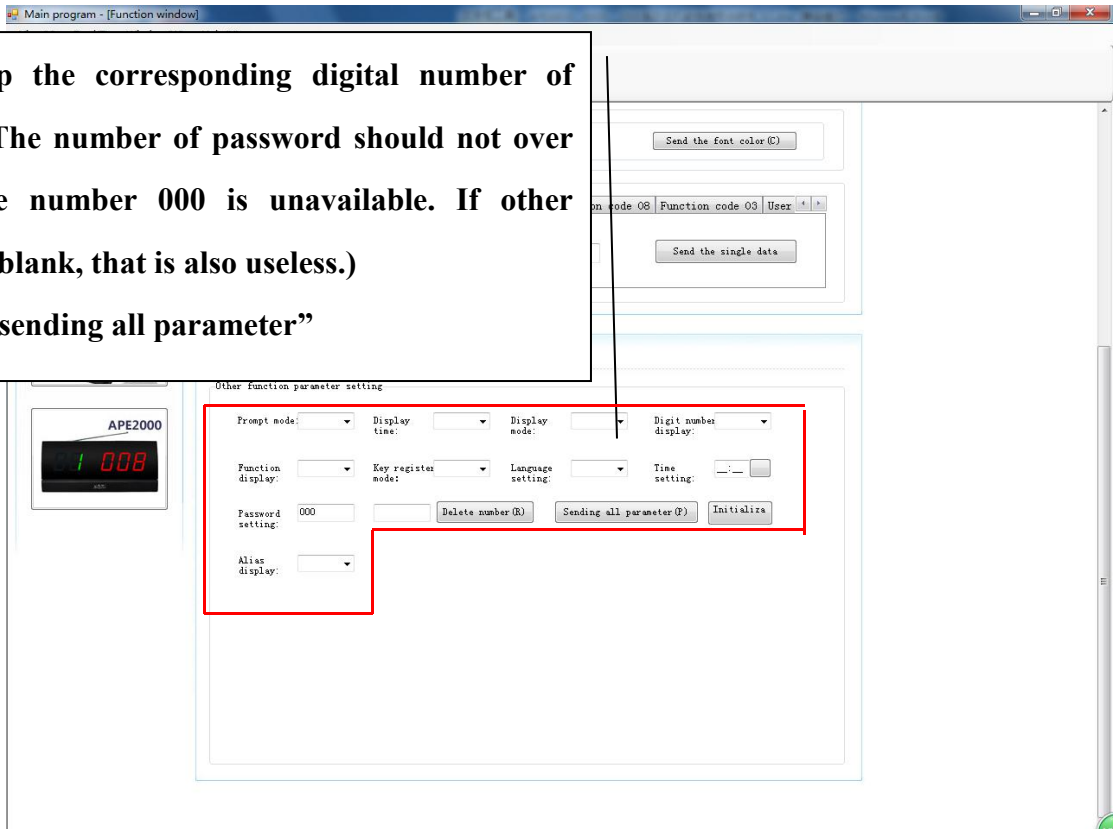 Main program - [Function window]
the corresponding digital number of
The number of password should not over
number 000 is unavailable. If other
blank, that is also useless.)
sending all parameter”
Send the font color(C)
code 08 Function code 03 User
Send the single data
Other function parameter setting
APE2000
1 008
Prompt mode:
Display time:
Display mode:
Digit number display:
Function display:
Key register mode:
Language setting:
Time setting:
_:_
Password setting:
000
Delete number(R)
Sending all parameter(P)
Initializa
Alias display: